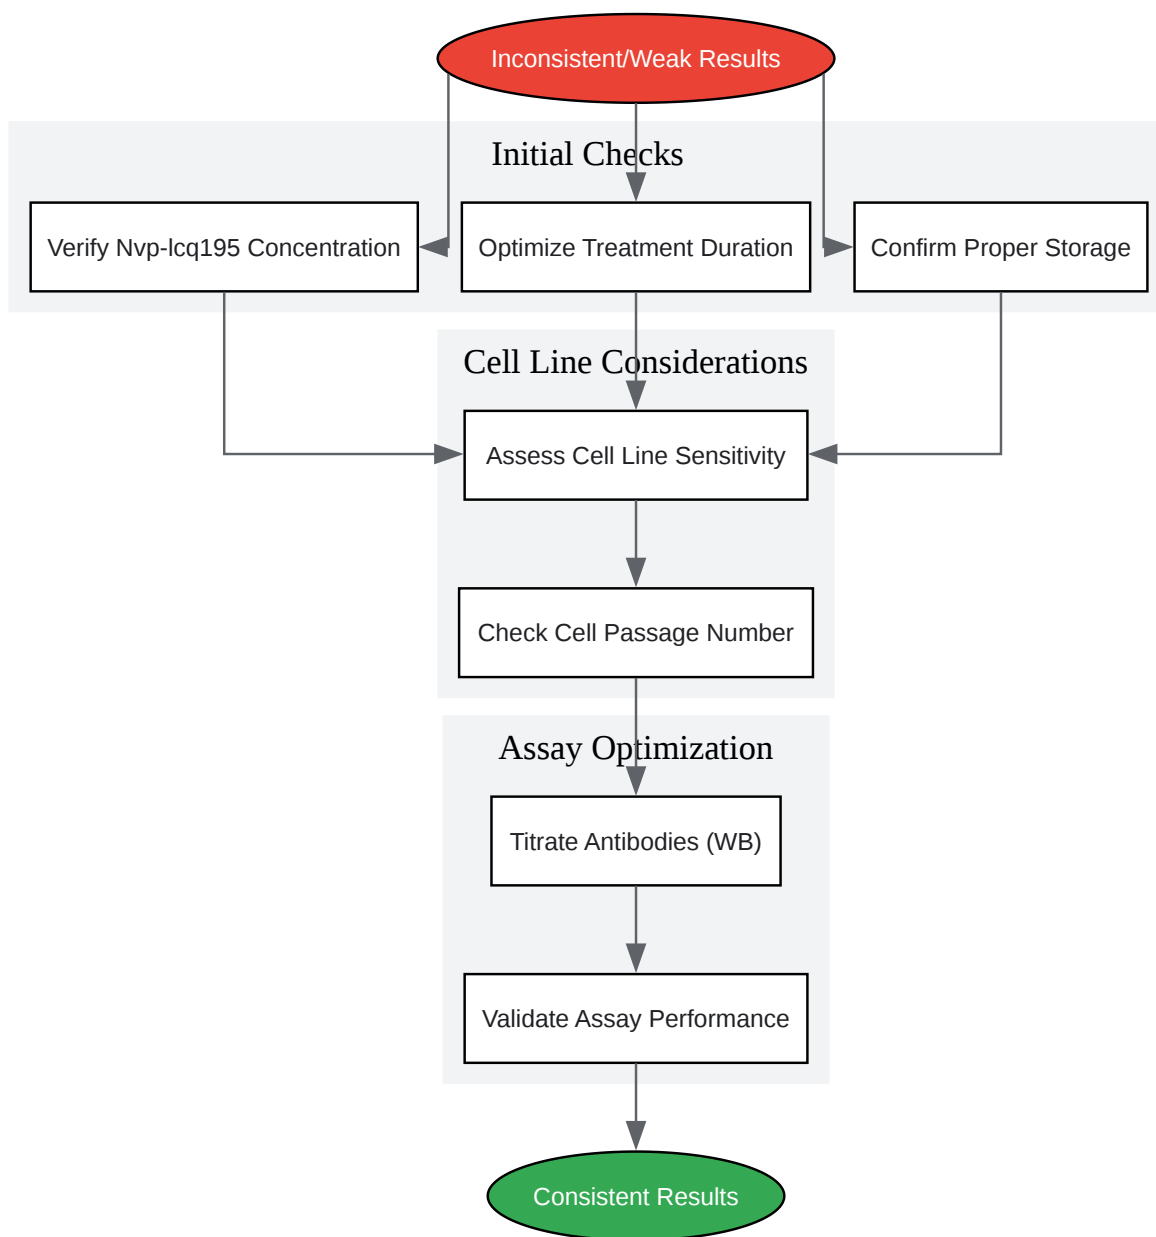 Inconsistent/Weak Results
Initial Checks
Verify Nvp-lcq195 Concentration
Optimize Treatment Duration
Confirm Proper Storage
Cell Line Considerations
Assess Cell Line Sensitivity
Check Cell Passage Number
Assay Optimization
Titrate Antibodies (WB)
Validate Assay Performance
Consistent Results